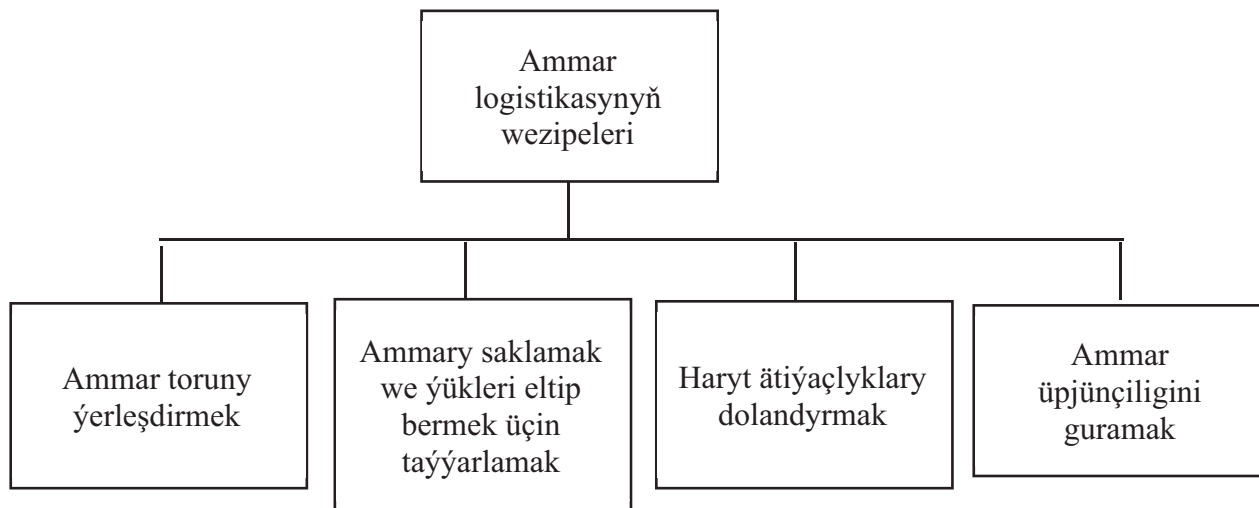 Ammar
logistikasynyň
wezipeleri
Ammar toruny
ýerleşdirmek
Ammary saklamak
we ýükleri eltip
bermek üçin
taýýarlamak
Haryt ätiýaçlyklary
dolandyrmak
Ammar
üpjünçiligini
guramak